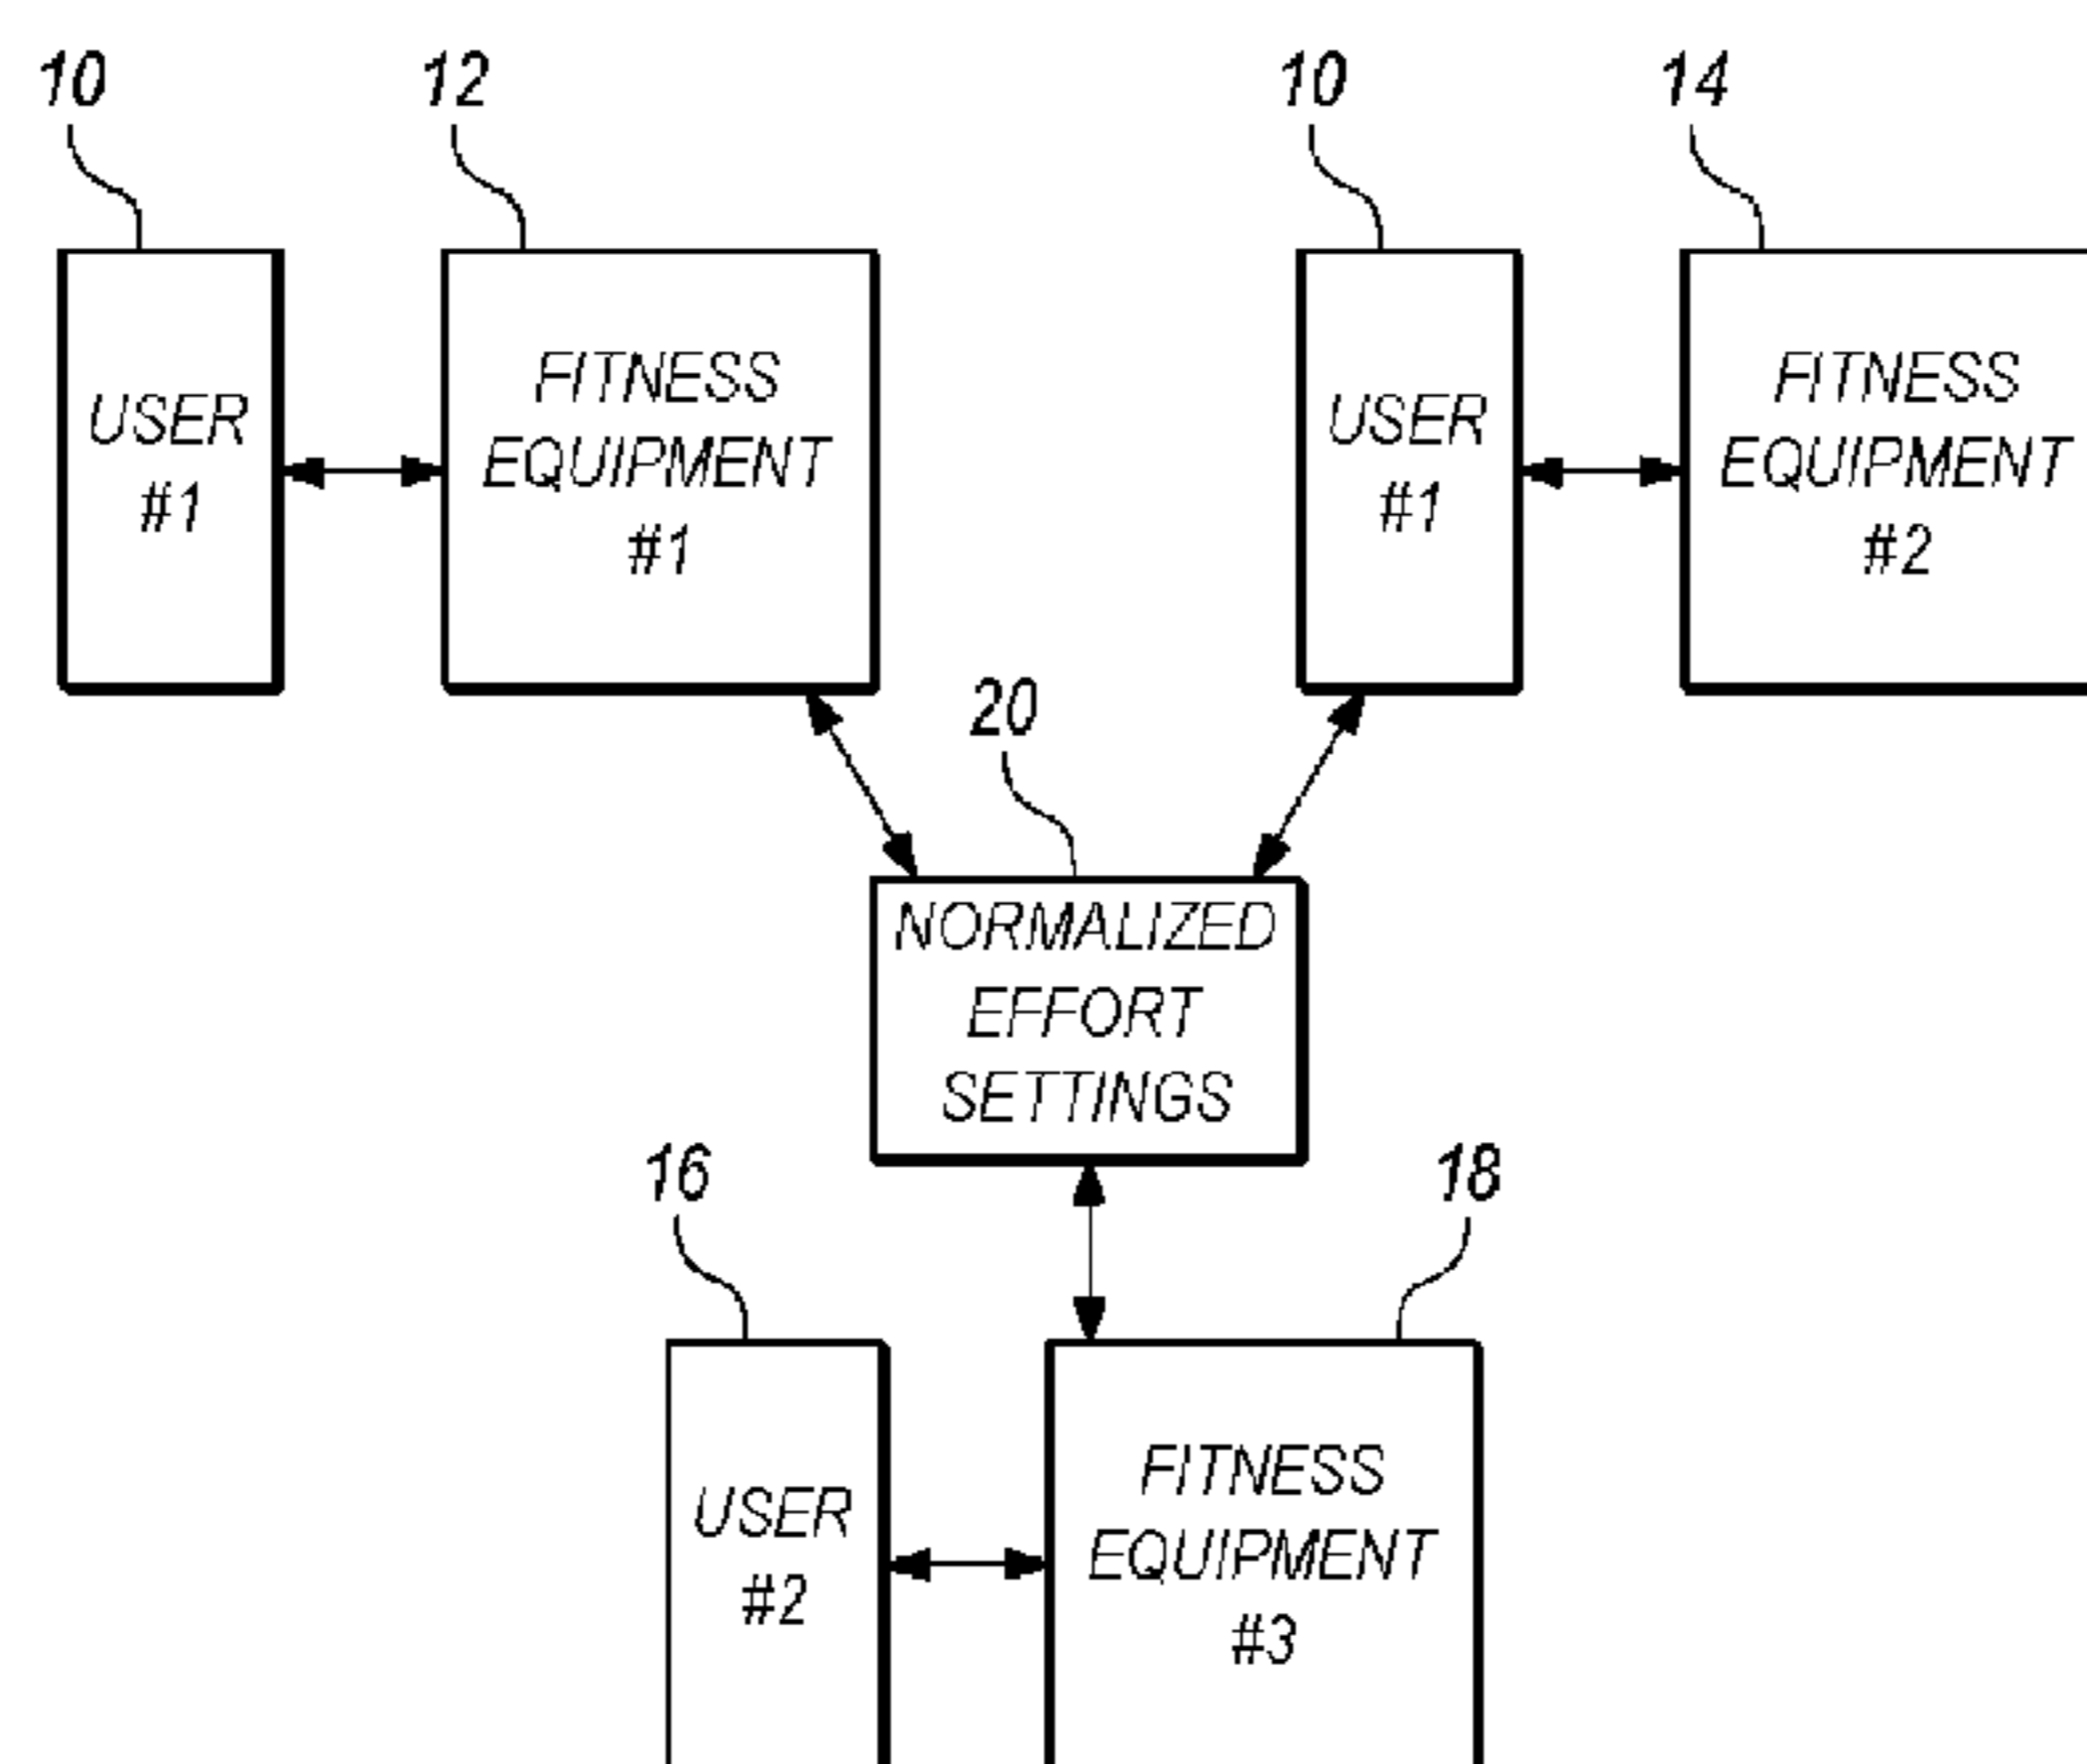 10
12
10
14
USER
#1
FITNESS
EQUIPMENT
#1
USER
#1
FITNESS
EQUIPMENT
#2
20
NORMALIZED
EFFORT
SETTINGS
16
18
USER
#2
FITNESS
EQUIPMENT
#3